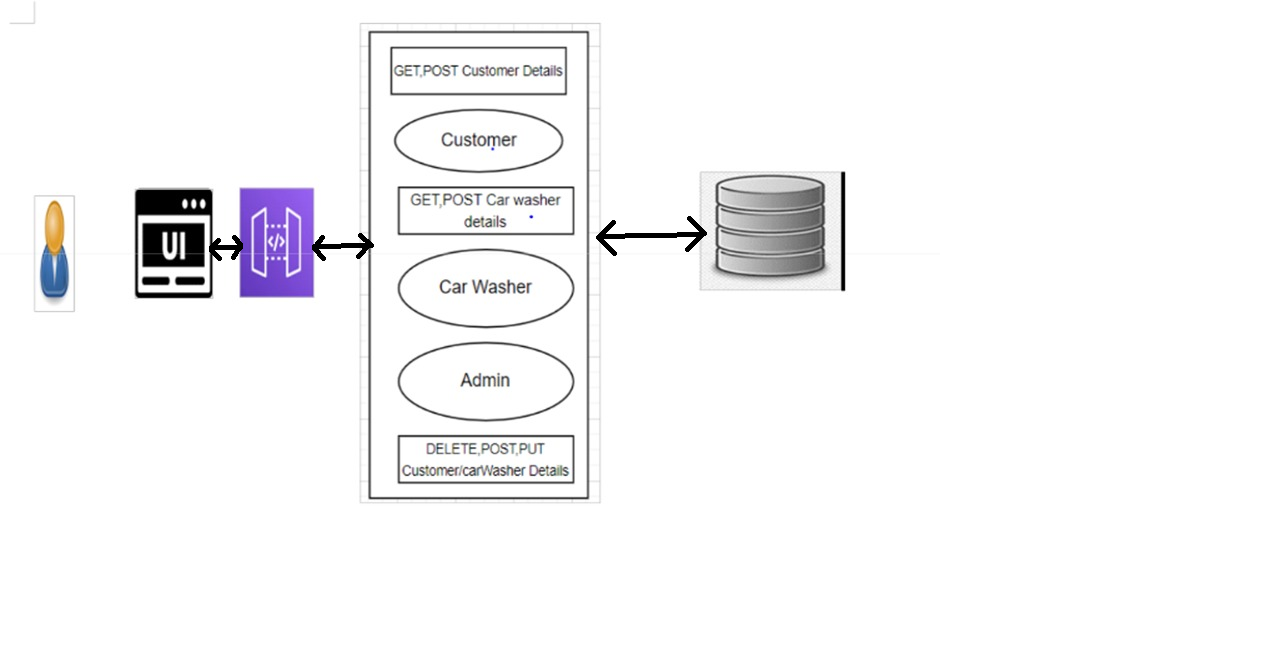 GET,POST Customer Details
Customer
GET,POST Car washer
details
UI
</>
Car Washer
Admin
DELETE,POST,PUT
Customer/carWasher Details